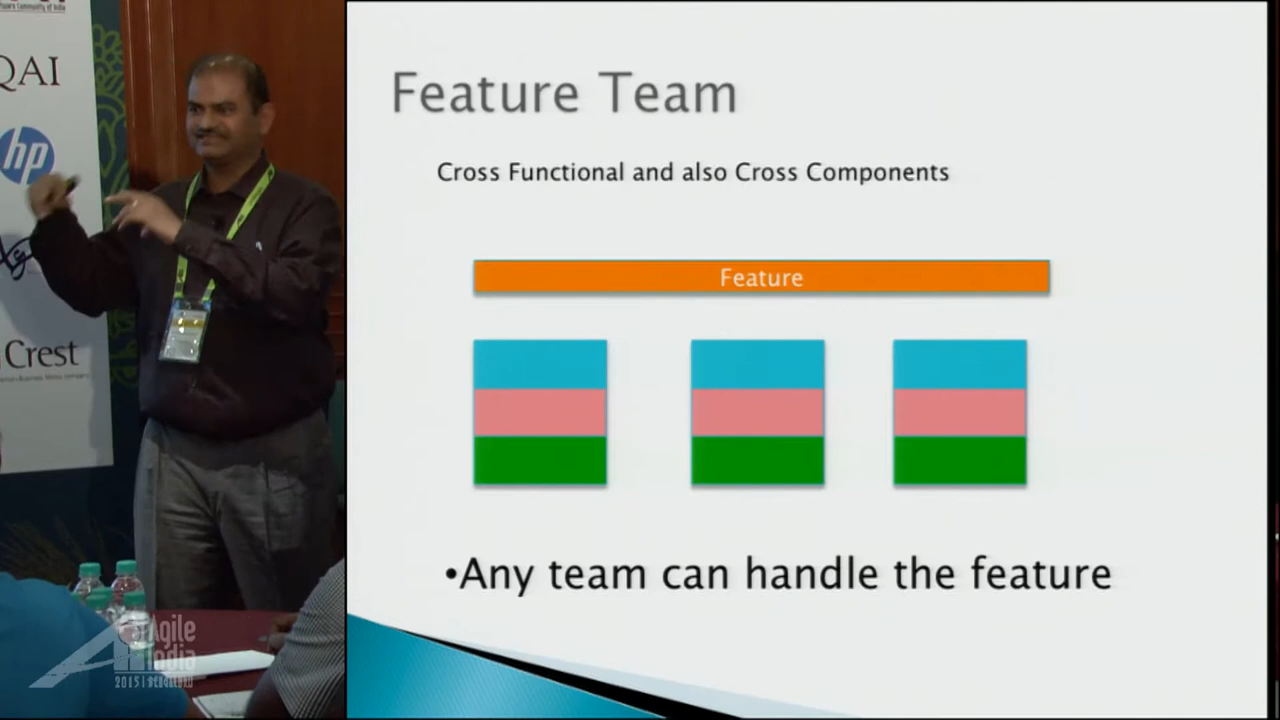 QAI
hp
Crest
Feature Team
Cross Functional and also Cross Components
Feature
•Any team can handle the feature
Agile
India
2015 | BENGALURU